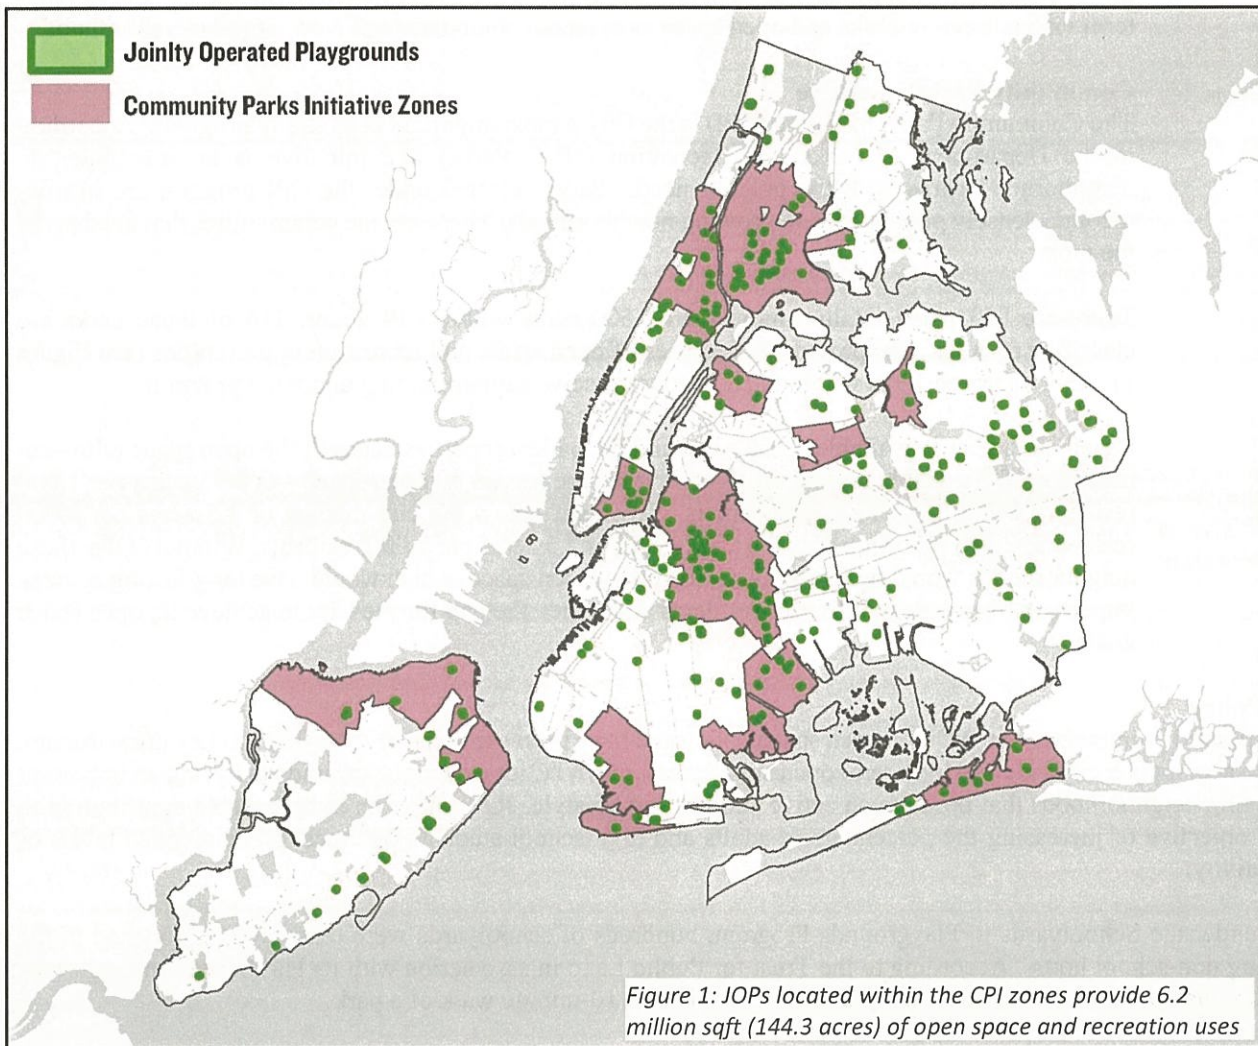 Joinlty Operated Playgrounds
Community Parks Initiative Zones
Figure 1: JOPs located within the CPI zones provide 6.2
million sqft (144.3 acres) of open space and recreation uses